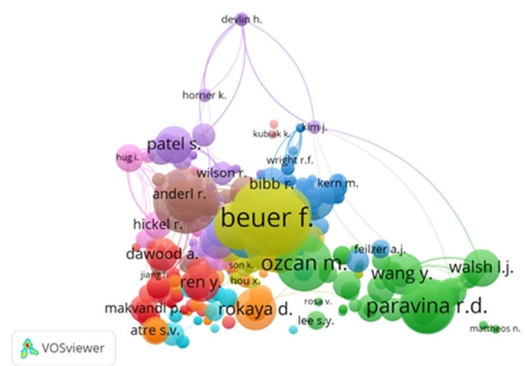 devlin h.
horner k.
kubiak k.
kim j.
patel s.
hug i.
wright r.f.
wilson r.
bibb r.
kern m.
anderl r.
beuer f.
hickel r.
dawood a.
ozcan m.
feilzer a.j.
son k.
wang y.
walsh l.j.
jiang t.
ren y.
hou x.
makvandi p.
rokaya d.
rosa v.
paravina r.d.
atre s.v.
lee s.y.
mattheos n.
VOSviewer